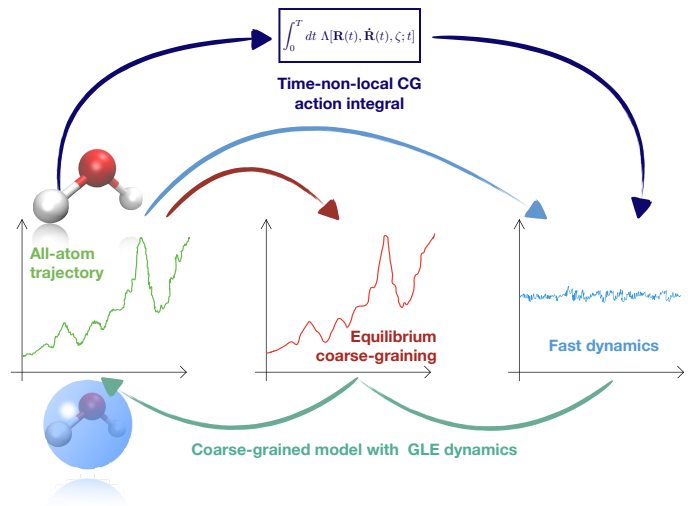 ∫₀ᵀ dt Λ[𝐑(t), 𝐑̇(t), ζ; t]
Time-non-local CG
action integral
All-atom
trajectory
Equilibrium
coarse-graining
Fast dynamics
Coarse-grained model with GLE dynamics